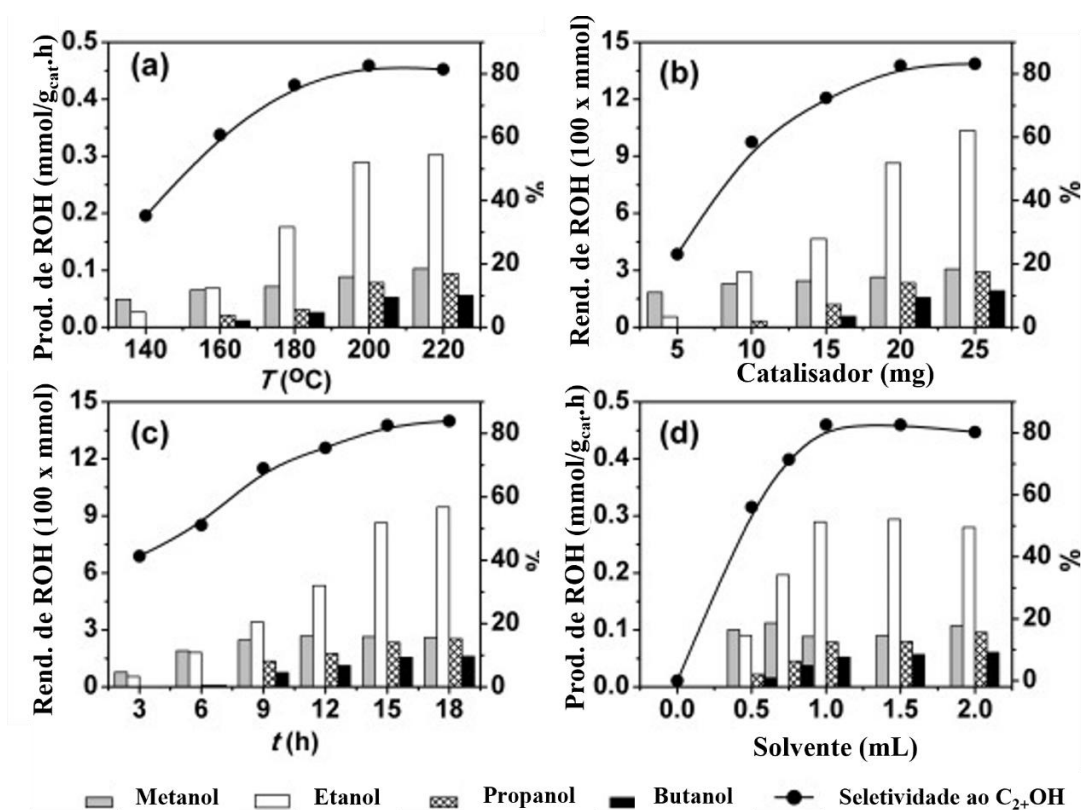 (a)
Prod. de ROH (mmol/g_cat.h)
0.5
0.4
0.3
0.2
0.1
0.0
80
60
40
20
0
%
140 160 180 200 220
T (°C)
(b)
Rend. de ROH (100 x mmol)
15
12
9
6
3
0
80
60
40
20
0
%
5 10 15 20 25
Catalisador (mg)
(c)
Rend. de ROH (100 x mmol)
15
12
9
6
3
0
80
60
40
20
0
%
3 6 9 12 15 18
t (h)
(d)
Prod. de ROH (mmol/g_cat.h)
0.5
0.4
0.3
0.2
0.1
0.0
80
60
40
20
0
%
0.0 0.5 1.0 1.5 2.0
Solvente (mL)
Metanol Etanol Propanol Butanol Seletividade ao C₂₊OH